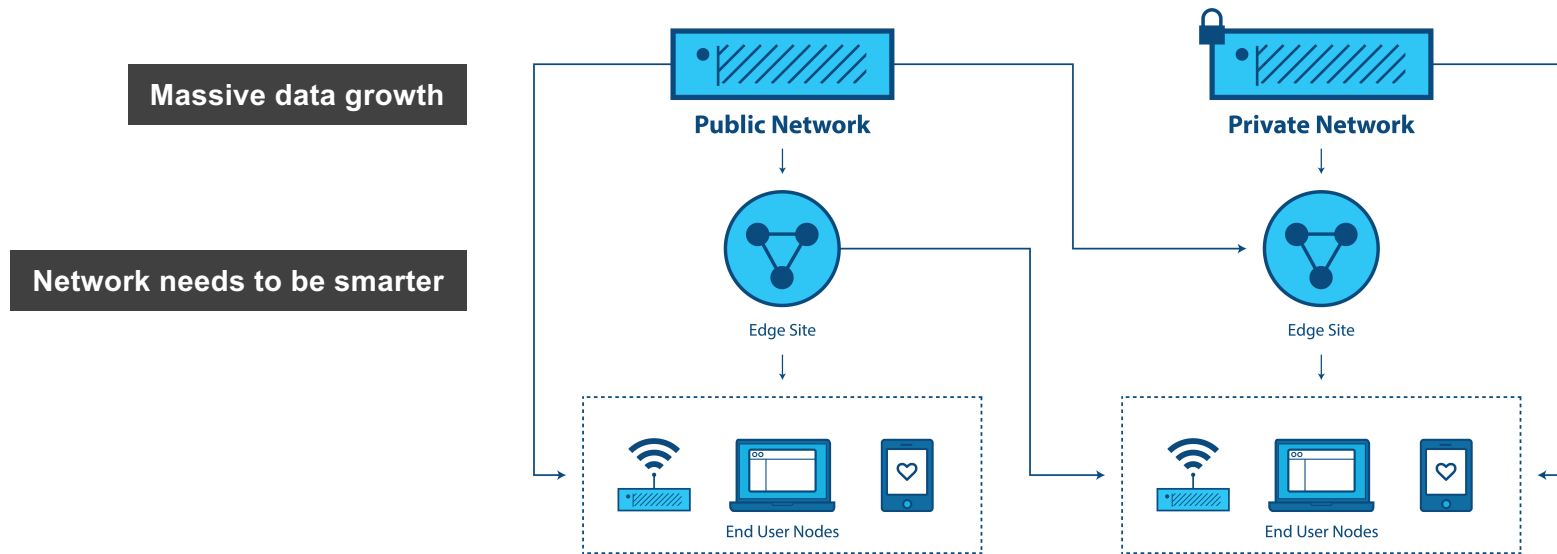 Massive data growth
Network needs to be smarter
Public Network
Private Network
Edge Site
Edge Site
End User Nodes
End User Nodes